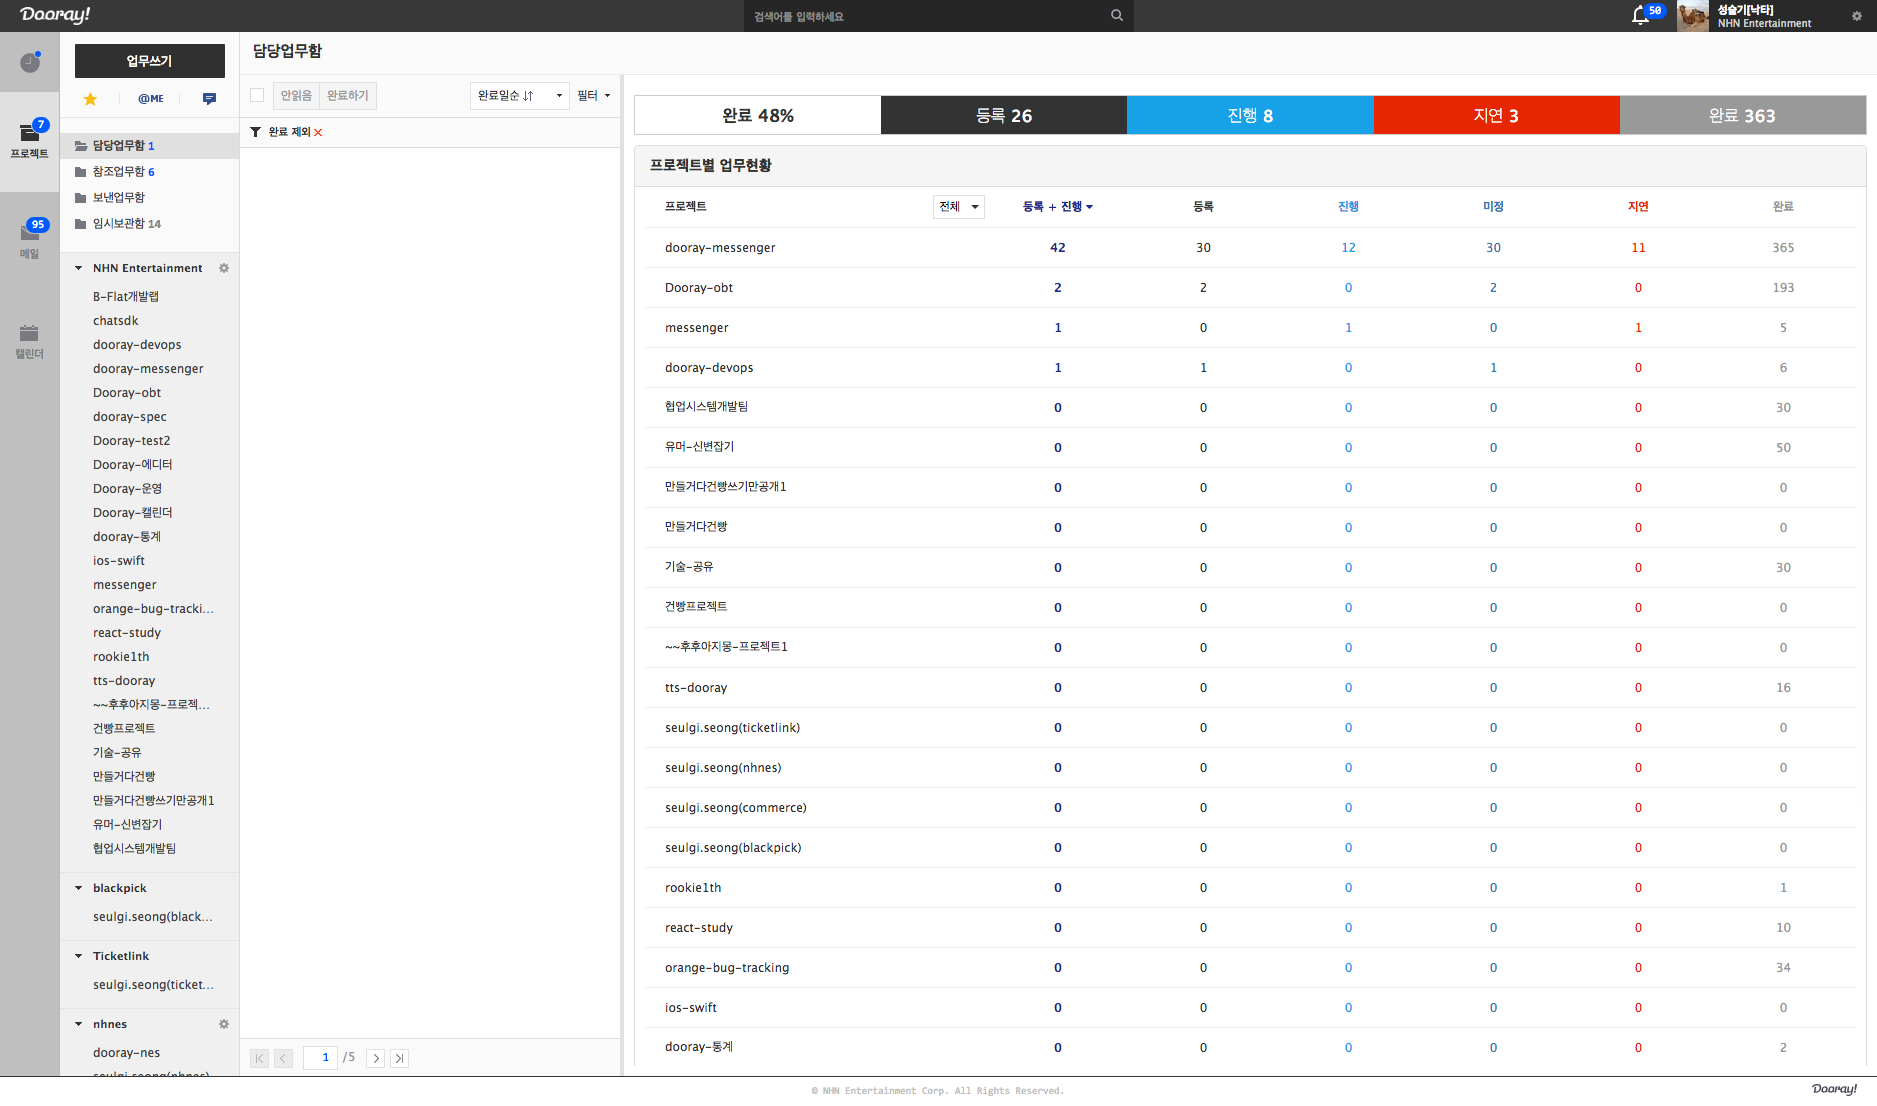 Dooray!
검색어를 입력하세요
50
성슬기[낙타]
NHN Entertainment
7
프로젝트
95
메일
캘린더
업무쓰기
@ME
담당업무함 1
참조업무함 6
보낸업무함
임시보관함 14
NHN Entertainment
B-Flat개발랩
chatsdk
dooray-devops
dooray-messenger
Dooray-obt
dooray-spec
Dooray-test2
Dooray-에디터
Dooray-운영
Dooray-캘린더
dooray-통계
ios-swift
messenger
orange-bug-tracki...
react-study
rookie1th
tts-dooray
~~후후아지몽-프로젝...
건빵프로젝트
기술-공유
만들거다건빵
만들거다건빵쓰기만공개1
유머-신변잡기
협업시스템개발팀
blackpick
seulgi.seong(black...
Ticketlink
seulgi.seong(ticket...
nhnes
dooray-nes
seulgi.seong(nhnes)
담당업무함
안읽음 완료하기 완료일순 필터
완료 제외
1 /5
완료 48% 등록 26 진행 8 지연 3 완료 363
프로젝트별 업무현황
프로젝트 전체 등록 + 진행 등록 진행 미정 지연 완료
dooray-messenger 42 30 12 30 11 365
Dooray-obt 2 2 0 2 0 193
messenger 1 0 1 0 1 5
dooray-devops 1 1 0 1 0 6
협업시스템개발팀 0 0 0 0 0 30
유머-신변잡기 0 0 0 0 0 50
만들거다건빵쓰기만공개1 0 0 0 0 0 0
만들거다건빵 0 0 0 0 0 0
기술-공유 0 0 0 0 0 30
건빵프로젝트 0 0 0 0 0 0
~~후후아지몽-프로젝트1 0 0 0 0 0 0
tts-dooray 0 0 0 0 0 16
seulgi.seong(ticketlink) 0 0 0 0 0 0
seulgi.seong(nhnes) 0 0 0 0 0 0
seulgi.seong(commerce) 0 0 0 0 0 0
seulgi.seong(blackpick) 0 0 0 0 0 0
rookie1th 0 0 0 0 0 1
react-study 0 0 0 0 0 10
orange-bug-tracking 0 0 0 0 0 34
ios-swift 0 0 0 0 0 0
dooray-통계 0 0 0 0 0 2
© NHN Entertainment Corp. All Rights Reserved.
Dooray!